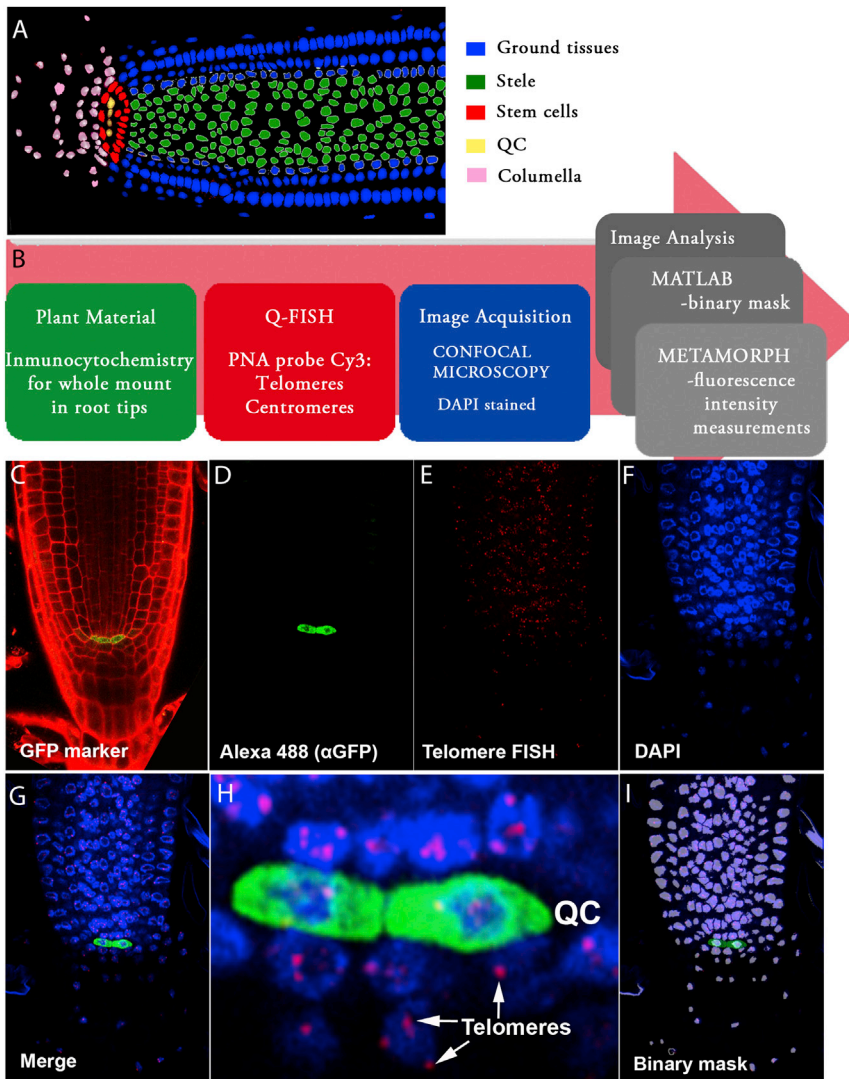 A
Ground tissues
Stele
Stem cells
QC
Columella
B
Plant Material
Inmunocytochemistry
for whole mount
in root tips
Q-FISH
PNA probe Cy3:
Telomeres
Centromeres
Image Acquisition
CONFOCAL
MICROSCOPY
DAPI stained
Image Analysis
MATLAB
-binary mask
METAMORPH
-fluorescence
intensity
measurements
C
GFP marker
D
Alexa 488 (αGFP)
E
Telomere FISH
F
DAPI
G
Merge
H
QC
Telomeres
I
Binary mask